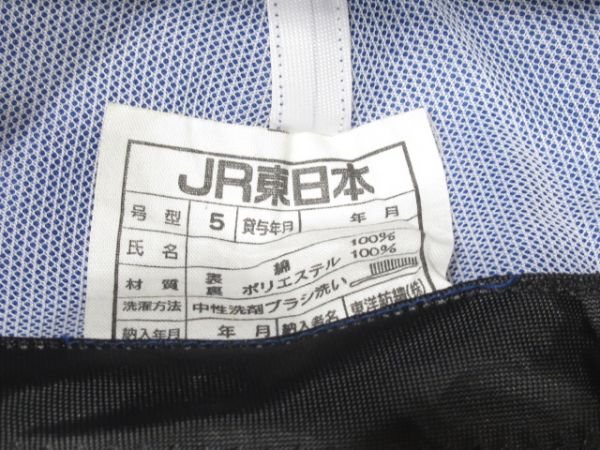 JR東日本
号型 5 貸与年月 年 月
氏名
材質 表 綿 100%
裏 ポリエステル 100%
洗濯方法 中性洗剤ブラシ洗い
納入年月 年 月 納入者名 東洋紡績(株)